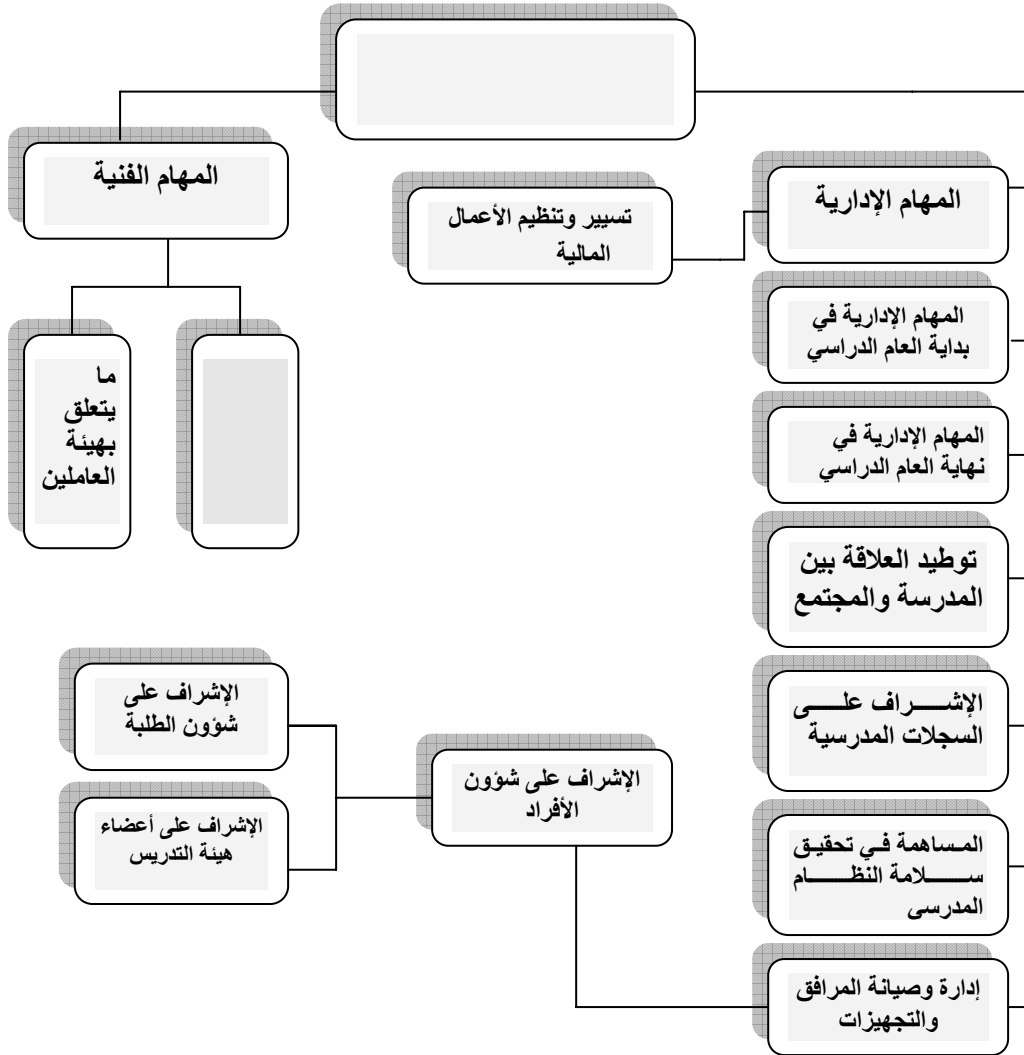 المهام الفنية
المهام الإدارية
تسيير وتنظيم الأعمال
المالية
المهام الإدارية في
بداية العام الدراسي
ما
يتعلق
بهيئة
العاملين
المهام الإدارية في
نهاية العام الدراسي
توطيد العلاقة بين
المدرسة والمجتمع
الإشراف على
السجلات المدرسية
الإشراف على
شؤون الطلبة
الإشراف على شؤون
الأفراد
الإشراف على أعضاء
هيئة التدريس
المساهمة في تحقيق
سلامة النظام
المدرسى
إدارة وصيانة المرافق
والتجهيزات